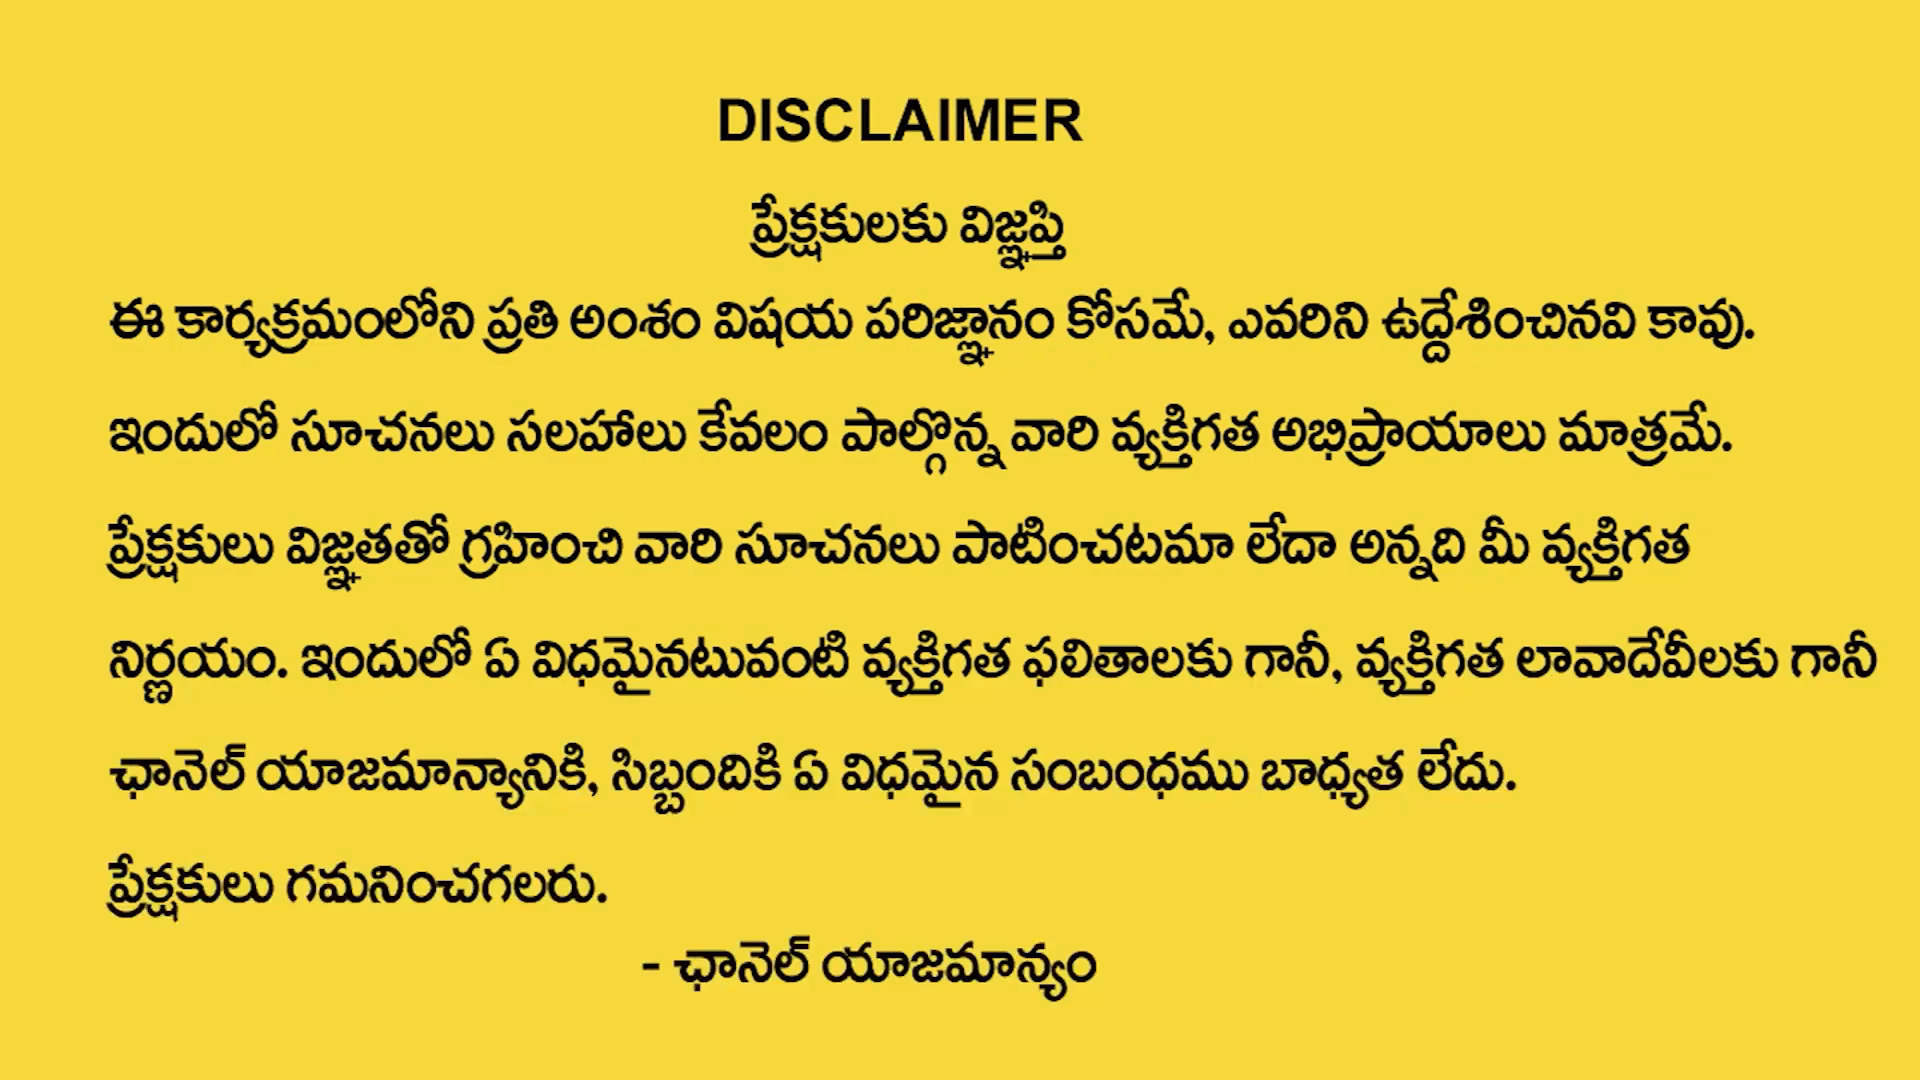 DISCLAIMER
ప్రేక్షకులకు విజ్ఞప్తి
ఈ కార్యక్రమంలోని ప్రతి అంశం విషయ పరిజ్ఞానం కోసమే, ఎవరిని ఉద్దేశించినవి కావు.
ఇందులో సూచనలు సలహాలు కేవలం పాల్గొన్న వారి వ్యక్తిగత అభిప్రాయాలు మాత్రమే.
ప్రేక్షకులు విజ్ఞతతో గ్రహించి వారి సూచనలు పాటించటమా లేదా అన్నది మీ వ్యక్తిగత
నిర్ణయం. ఇందులో ఏ విధమైనటువంటి వ్యక్తిగత ఫలితాలకు గానీ, వ్యక్తిగత లావాదేవీలకు గానీ
ఛానెల్ యాజమాన్యానికి, సిబ్బందికి ఏ విధమైన సంబంధము బాధ్యత లేదు.
ప్రేక్షకులు గమనించగలరు.
- ఛానెల్ యాజమాన్యం